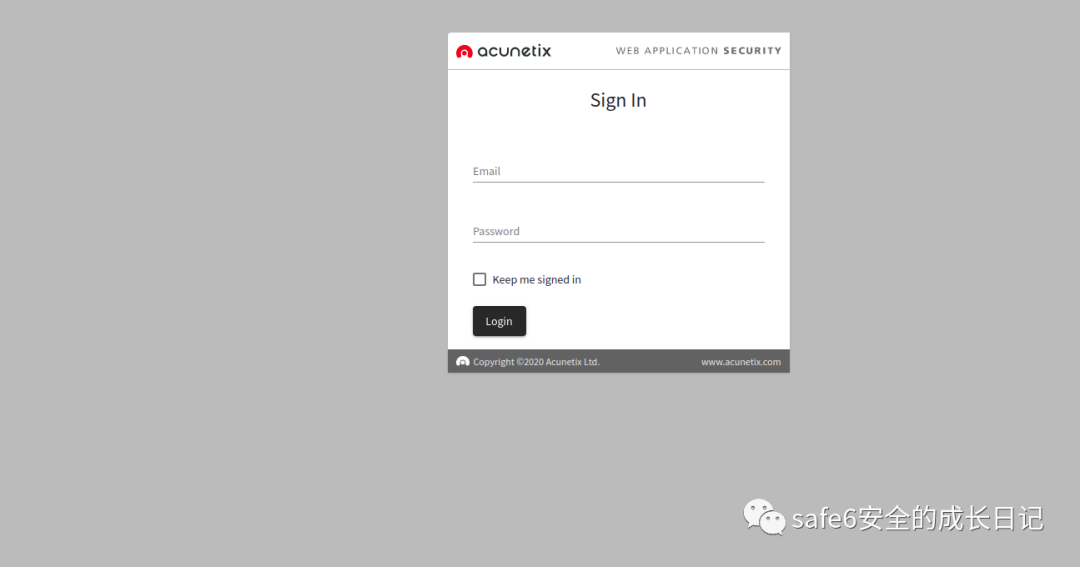 acunetix WEB APPLICATION SECURITY
Sign In
Email
Password
Keep me signed in
Login
Copyright ©2020 Acunetix Ltd. www.acunetix.com
safe6安全的成长日记